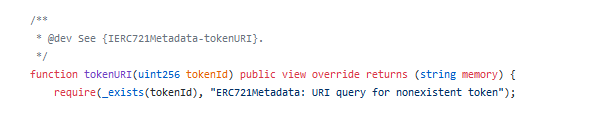 /**
* @dev See {IERC721Metadata-tokenURI}.
*/
function tokenURI(uint256 tokenId) public view override returns (string memory) {
require(_exists(tokenId), "ERC721Metadata: URI query for nonexistent token");